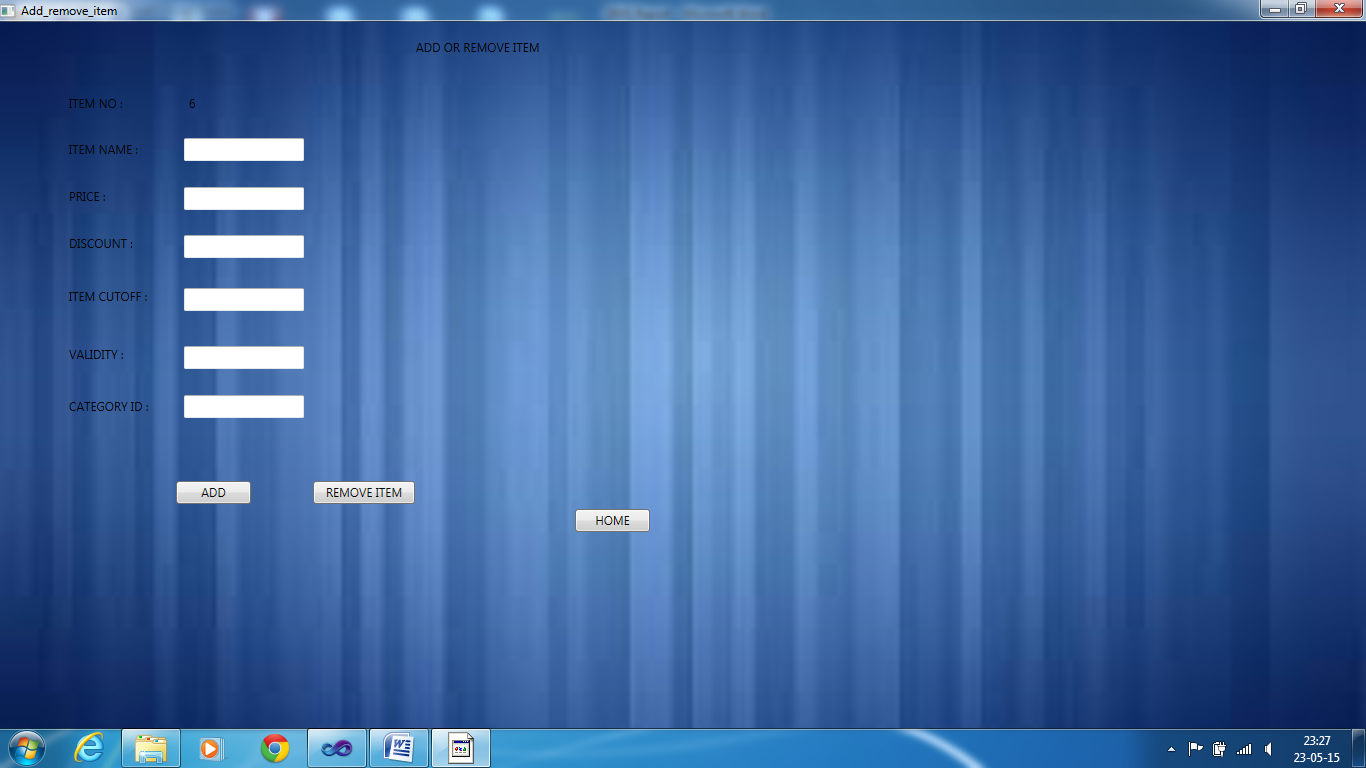 Add_remove_item
ADD OR REMOVE ITEM
ITEM NO : 6
ITEM NAME :
PRICE :
DISCOUNT :
ITEM CUTOFF :
VALIDITY :
CATEGORY ID :
ADD REMOVE ITEM
HOME
23:27
23-05-15